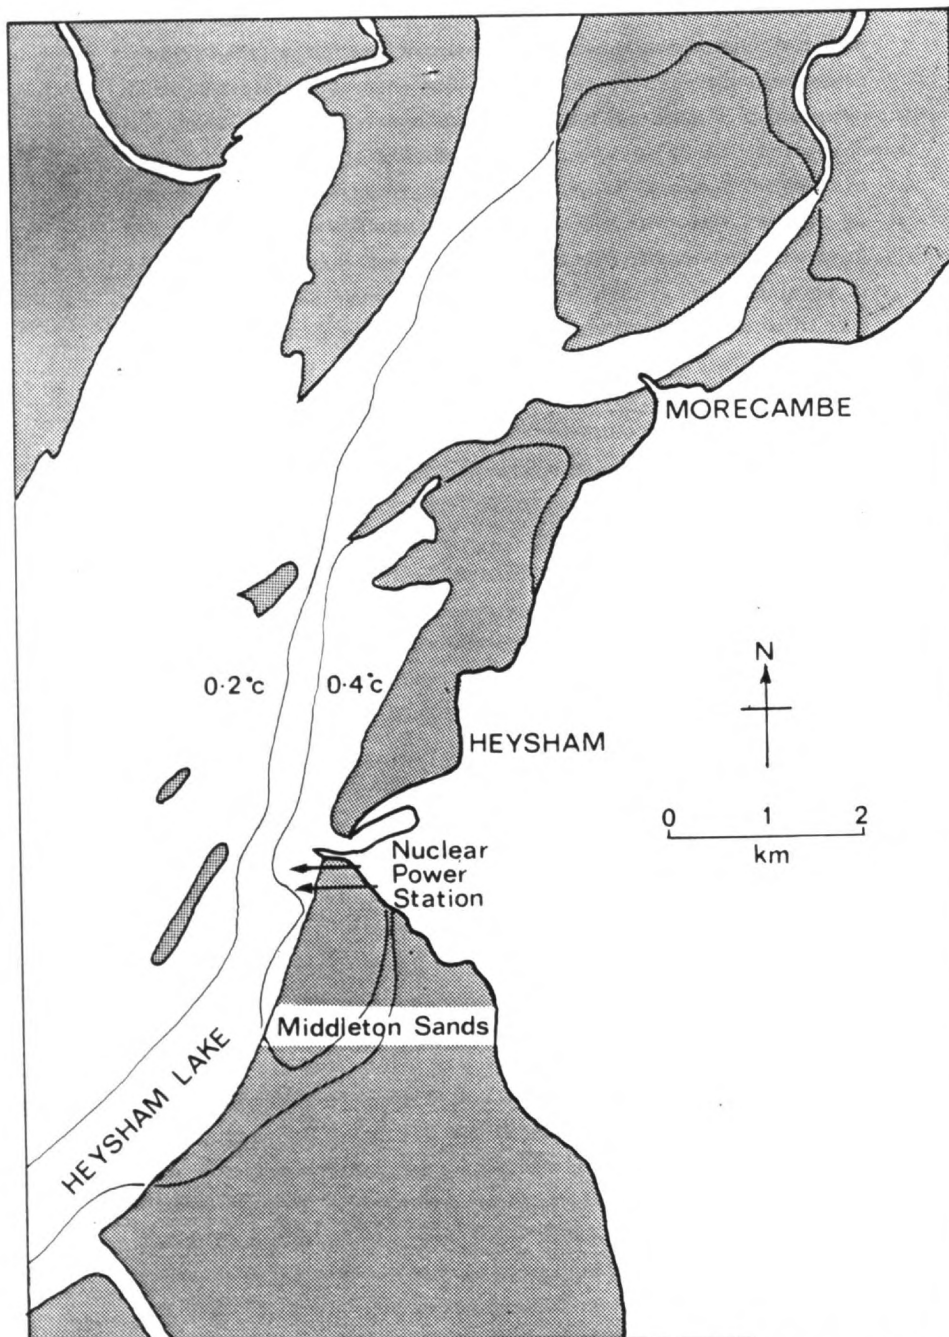 MORECAMBE
0·2°c
0·4°c
N
HEYSHAM
0 1 2
km
Nuclear
Power
Station
Middleton Sands
HEYSHAM LAKE